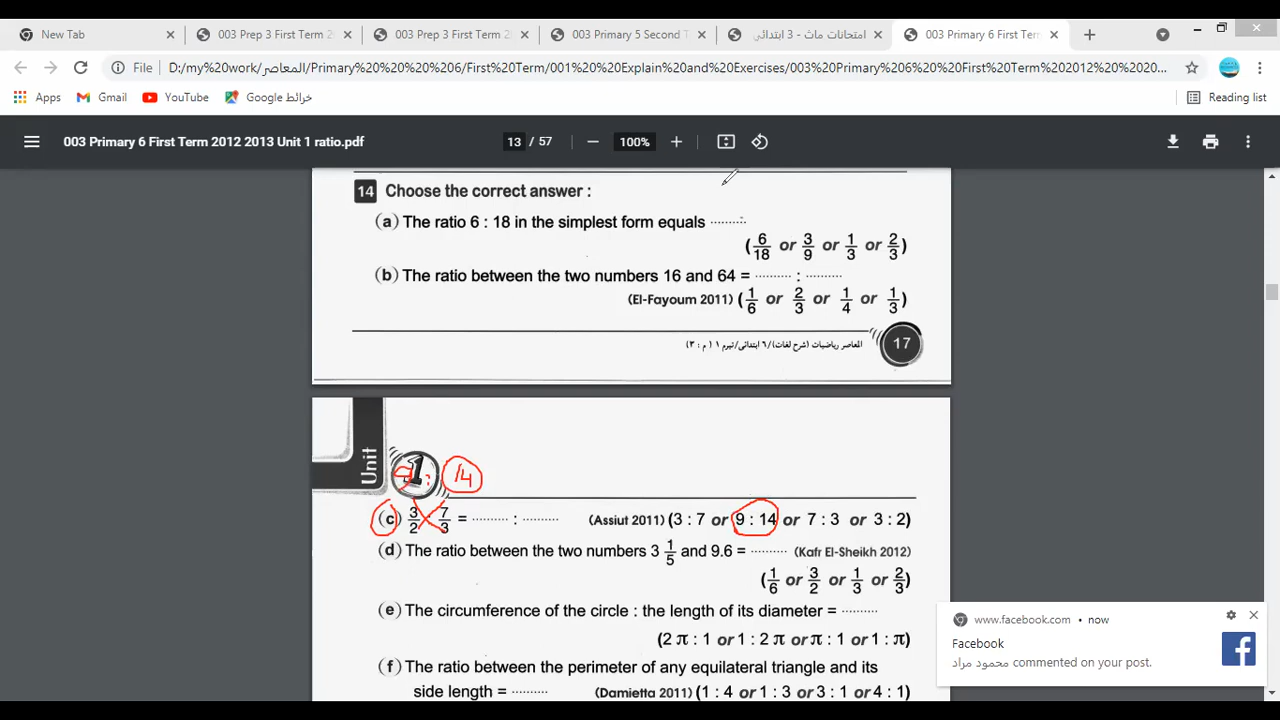 New Tab
003 Prep 3 First Term 2
003 Prep 3 First Term 2
003 Primary 5 Second T
امتحانات ماث - 3 ابتدائي
003 Primary 6 First Term
File
D:/my%20work/المعاصر/Primary%20%20%20%206/First%20Term/001%20%20Explain%20and%20Exercises/003%20Primary%206%20%20First%20Term%202012%20%20%20...
Apps
Gmail
YouTube
خرائط Google
Reading list
003 Primary 6 First Term 2012 2013 Unit 1 ratio.pdf
13 / 57
100%
14 Choose the correct answer :
(a) The ratio 6 : 18 in the simplest form equals ........
(6/18 or 3/9 or 1/3 or 2/3)
(b) The ratio between the two numbers 16 and 64 = ......... : .........
(El-Fayoum 2011) (1/6 or 2/3 or 1/4 or 1/3)
المعاصر رياضيات (شرح لغات)/٦ ابتدائي/تيرم ١ (م : ٣)
17
Unit
1
9 : 14
(c) 3/2 : 7/3 = ......... : ......... (Assiut 2011) (3 : 7 or 9 : 14 or 7 : 3 or 3 : 2)
(d) The ratio between the two numbers 3 1/5 and 9.6 = ......... (Kafr El-Sheikh 2012)
(1/6 or 3/2 or 1/3 or 2/3)
(e) The circumference of the circle : the length of its diameter = .........
(2 π : 1 or 1 : 2 π or π : 1 or 1 : π)
(f) The ratio between the perimeter of any equilateral triangle and its
side length = ......... (Damietta 2011) (1 : 4 or 1 : 3 or 3 : 1 or 4 : 1)
www.facebook.com • now
Facebook
محمود مراد commented on your post.